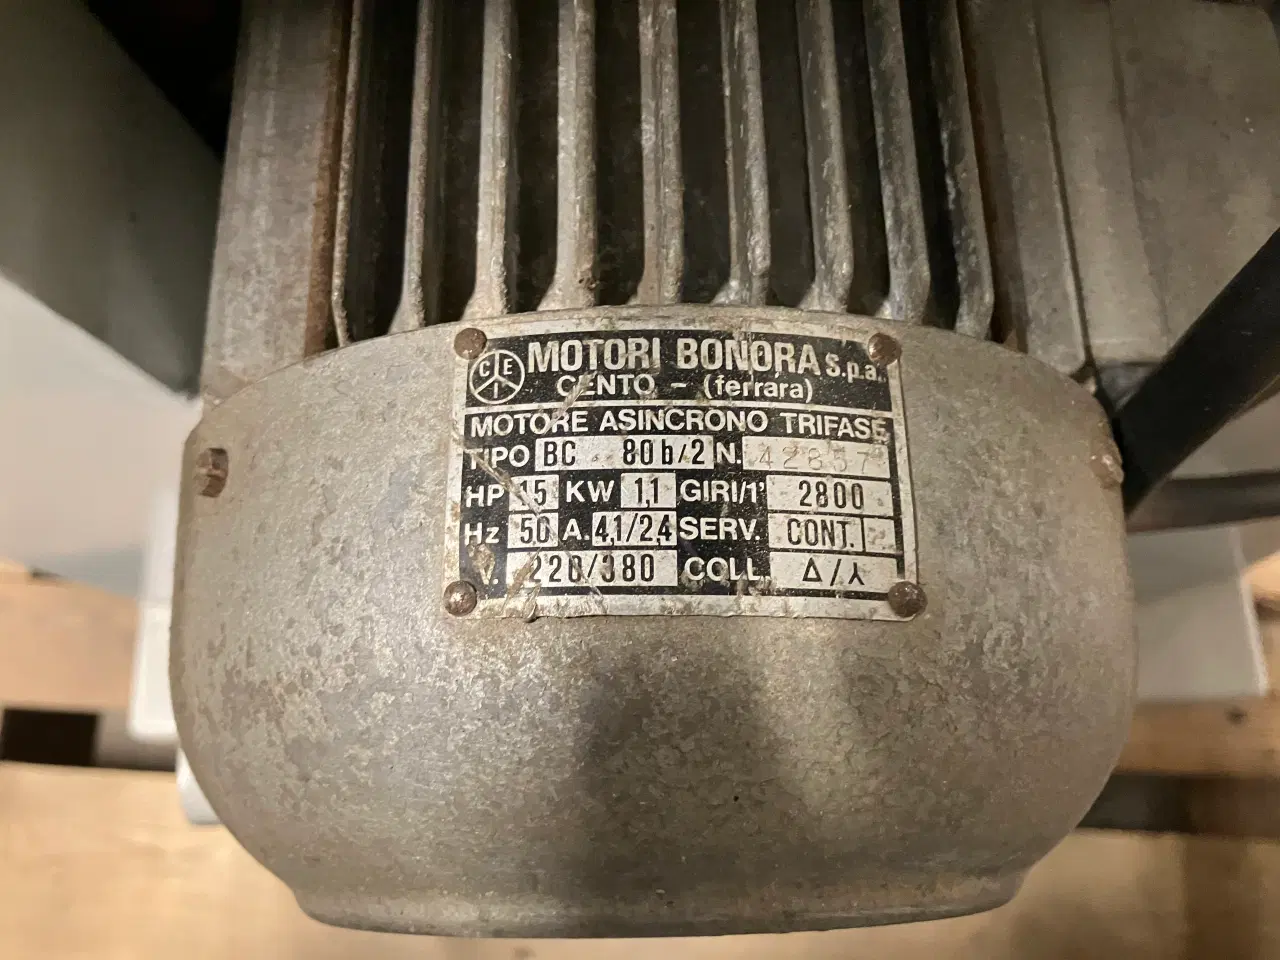 CE MOTORI BONORA s.p.a.
CENTO - (ferrara)
MOTORE ASINCRONO TRIFASE
TIPO BC 80b/2 N. 42857
HP 1,5 KW 1,1 GIRI/1' 2800
Hz 50 A. 4,1/2,4 SERV. CONT.
V. 220/380 COLL. Δ/⅄